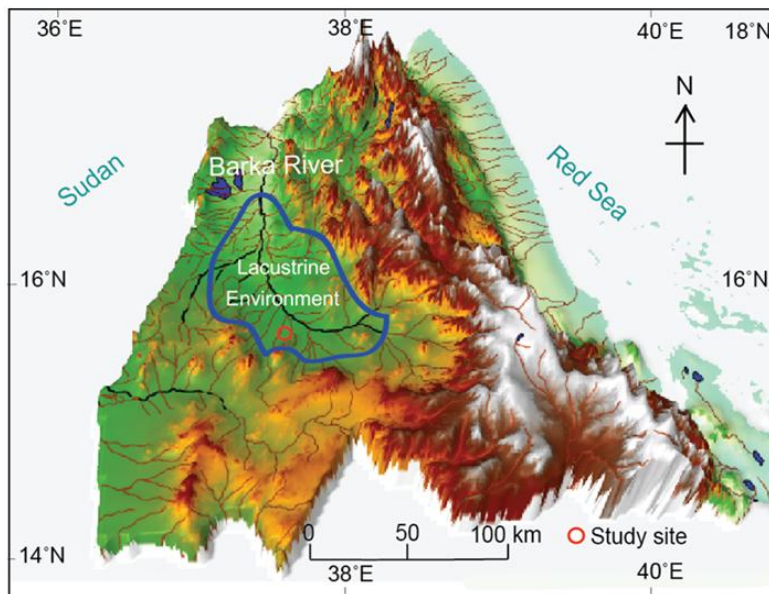 36°E
38°E
40°E
18°N
N
Sudan
Barka River
Red Sea
16°N
Lacustrine
Environment
16°N
0
50
100 km
Study site
14°N
38°E
40°E